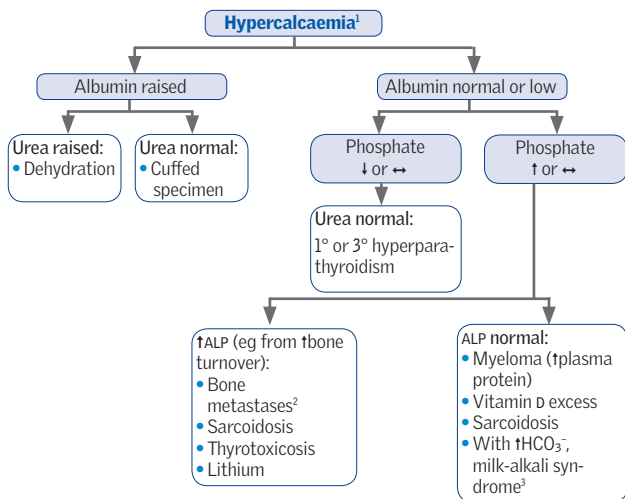 Hypercalcaemia¹
Albumin raised
Albumin normal or low
Urea raised:
• Dehydration
Urea normal:
• Cuffed
specimen
Phosphate
↓ or ↔
Phosphate
↑ or ↔
Urea normal:
1° or 3° hyperpara-
thyroidism
↑ALP (eg from ↑bone
turnover):
• Bone
metastases²
• Sarcoidosis
• Thyrotoxicosis
• Lithium
ALP normal:
• Myeloma (↑plasma
protein)
• Vitamin D excess
• Sarcoidosis
• With ↑HCO₃⁻,
milk-alkali syn-
drome³